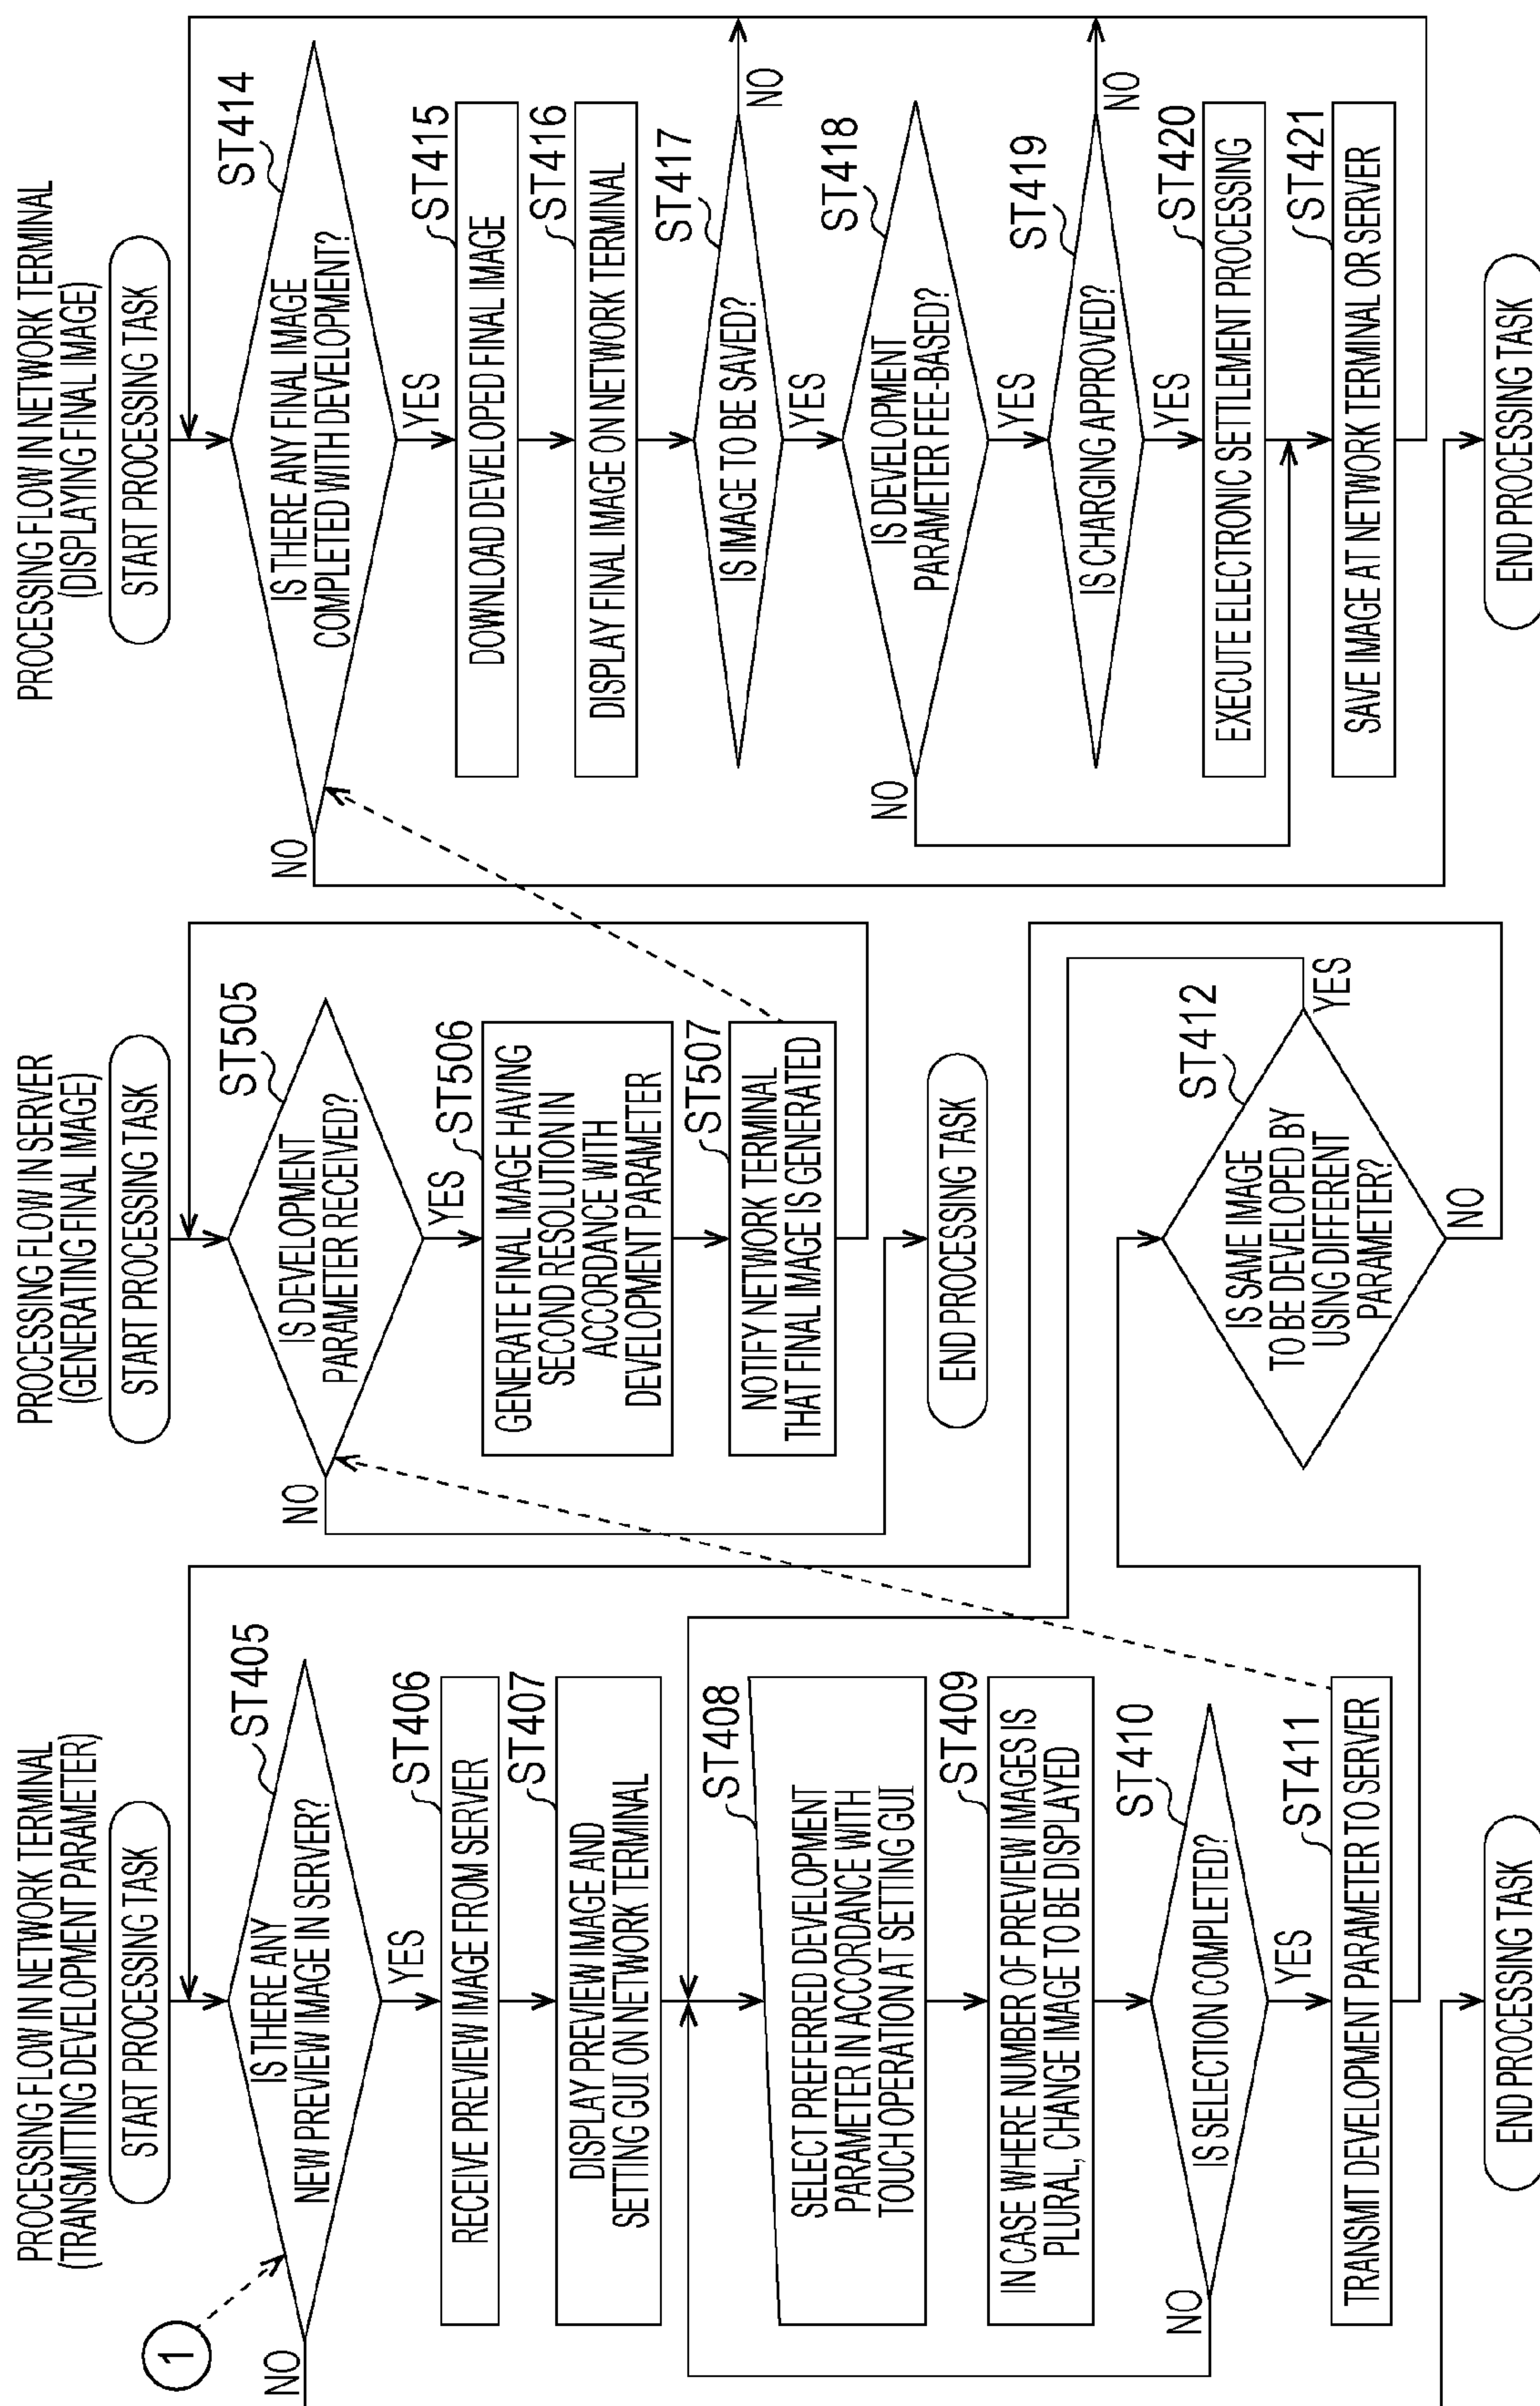 PROCESSING FLOW IN NETWORK TERMINAL
(TRANSMITTING DEVELOPMENT PARAMETER)
START PROCESSING TASK
1
ST405
IS THERE ANY
NEW PREVIEW IMAGE IN SERVER?
NO
YES
ST406
RECEIVE PREVIEW IMAGE FROM SERVER
ST407
DISPLAY PREVIEW IMAGE AND
SETTING GUI ON NETWORK TERMINAL
ST408
SELECT PREFERRED DEVELOPMENT
PARAMETER IN ACCORDANCE WITH
TOUCH OPERATION AT SETTING GUI
ST409
IN CASE WHERE NUMBER OF PREVIEW IMAGES IS
PLURAL, CHANGE IMAGE TO BE DISPLAYED
ST410
IS SELECTION COMPLETED?
NO
YES
ST411
TRANSMIT DEVELOPMENT PARAMETER TO SERVER
ST412
IS SAME IMAGE
TO BE DEVELOPED BY
USING DIFFERENT
PARAMETER?
YES
NO
END PROCESSING TASK
PROCESSING FLOW IN SERVER
(GENERATING FINAL IMAGE)
START PROCESSING TASK
ST505
IS DEVELOPMENT
PARAMETER RECEIVED?
NO
YES
ST506
GENERATE FINAL IMAGE HAVING
SECOND RESOLUTION IN
ACCORDANCE WITH
DEVELOPMENT PARAMETER
ST507
NOTIFY NETWORK TERMINAL
THAT FINAL IMAGE IS GENERATED
END PROCESSING TASK
PROCESSING FLOW IN NETWORK TERMINAL
(DISPLAYING FINAL IMAGE)
START PROCESSING TASK
ST414
IS THERE ANY FINAL IMAGE
COMPLETED WITH DEVELOPMENT?
NO
YES
ST415
DOWNLOAD DEVELOPED FINAL IMAGE
ST416
DISPLAY FINAL IMAGE ON NETWORK TERMINAL
ST417
IS IMAGE TO BE SAVED?
NO
YES
ST418
IS DEVELOPMENT
PARAMETER FEE-BASED?
NO
YES
ST419
IS CHARGING APPROVED?
NO
YES
ST420
EXECUTE ELECTRONIC SETTLEMENT PROCESSING
ST421
SAVE IMAGE AT NETWORK TERMINAL OR SERVER
END PROCESSING TASK